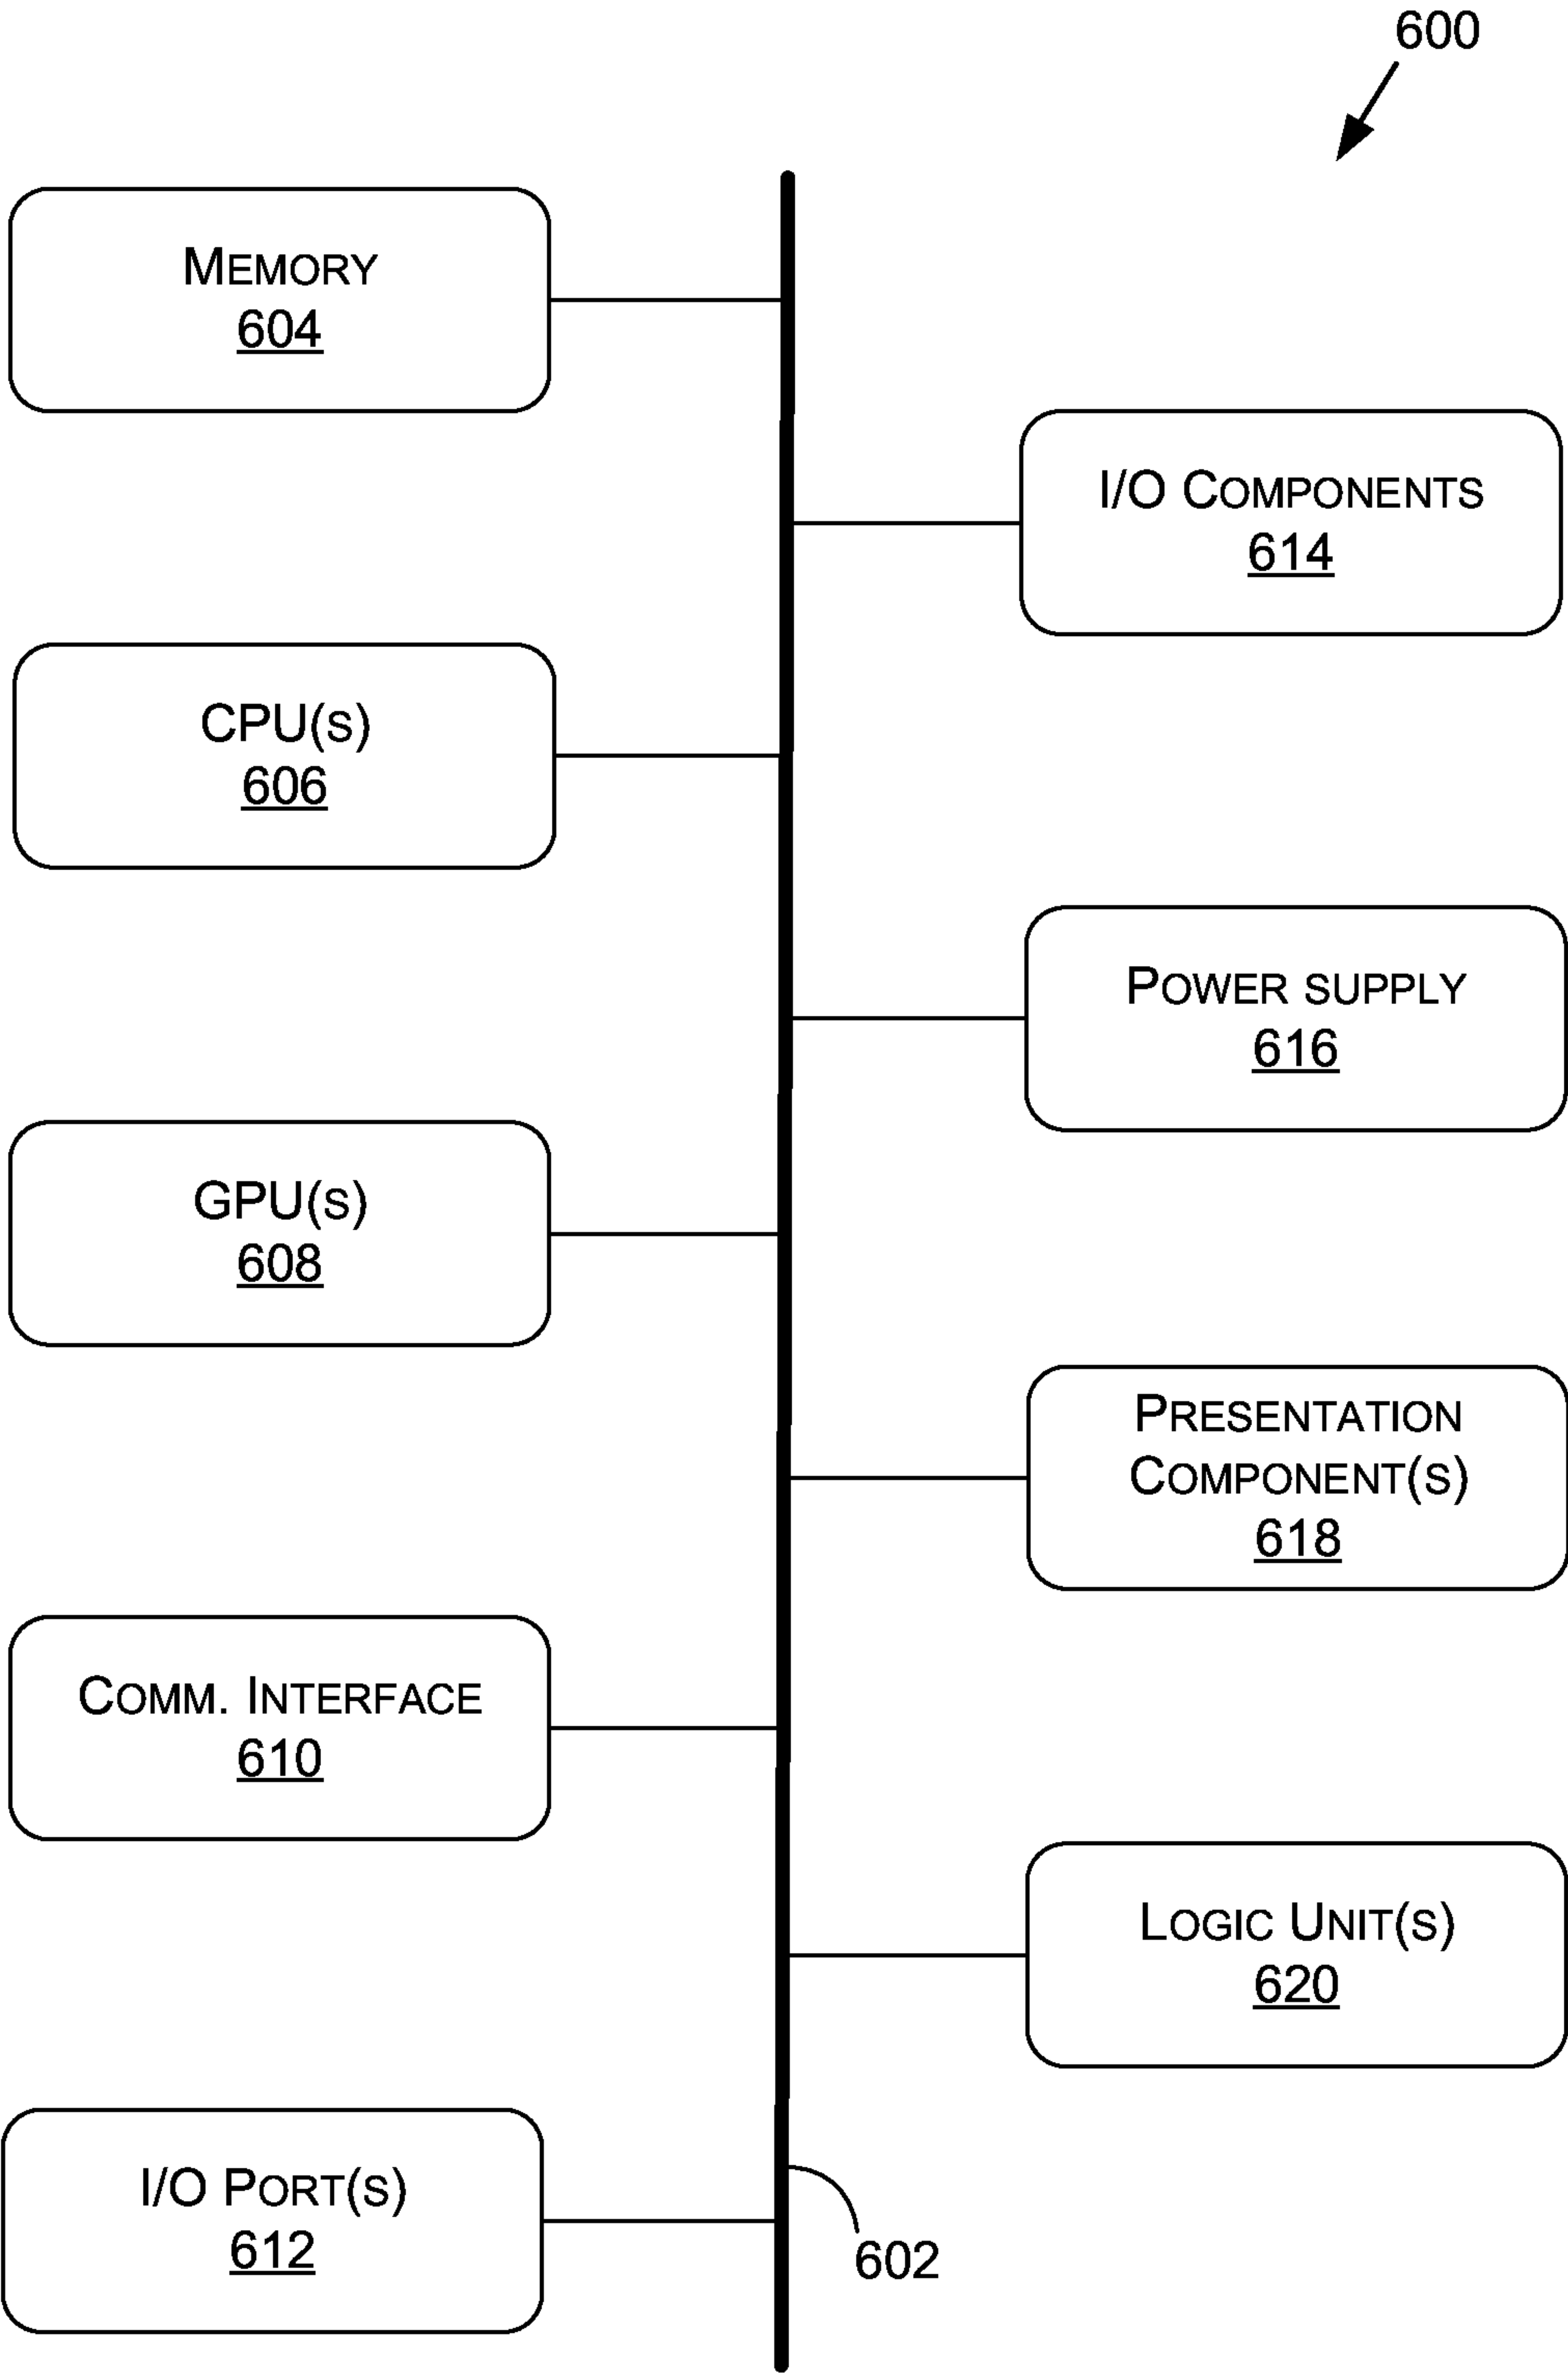 600
MEMORY
604
I/O COMPONENTS
614
CPU(S)
606
POWER SUPPLY
616
GPU(S)
608
PRESENTATION
COMPONENT(S)
618
COMM. INTERFACE
610
LOGIC UNIT(S)
620
I/O PORT(S)
612
602